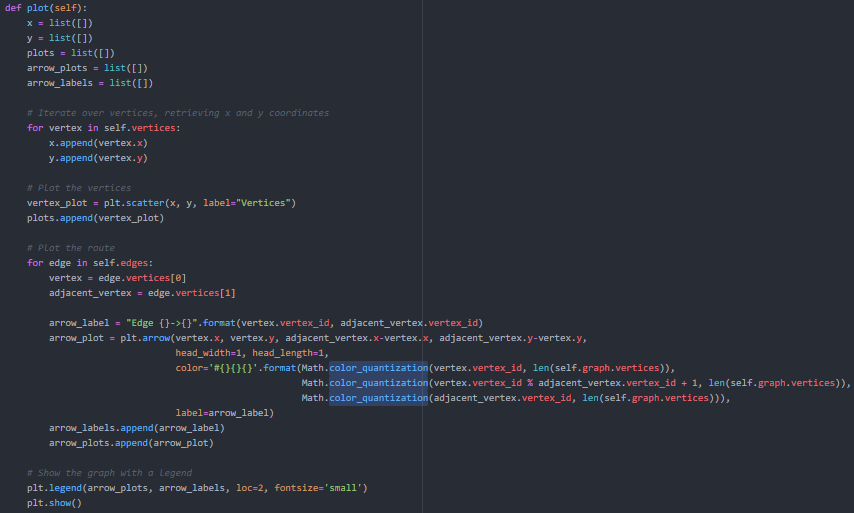 def plot(self):
    x = list([])
    y = list([])
    plots = list([])
    arrow_plots = list([])
    arrow_labels = list([])

    # Iterate over vertices, retrieving x and y coordinates
    for vertex in self.vertices:
        x.append(vertex.x)
        y.append(vertex.y)

    # Plot the vertices
    vertex_plot = plt.scatter(x, y, label="Vertices")
    plots.append(vertex_plot)

    # Plot the route
    for edge in self.edges:
        vertex = edge.vertices[0]
        adjacent_vertex = edge.vertices[1]

        arrow_label = "Edge {}->{}".format(vertex.vertex_id, adjacent_vertex.vertex_id)
        arrow_plot = plt.arrow(vertex.x, vertex.y, adjacent_vertex.x-vertex.x, adjacent_vertex.y-vertex.y,
                               head_width=1, head_length=1,
                               color='#{}{}{}'.format(Math.color_quantization(vertex.vertex_id, len(self.graph.vertices)),
                                                      Math.color_quantization(vertex.vertex_id % adjacent_vertex.vertex_id + 1, len(self.graph.vertices)),
                                                      Math.color_quantization(adjacent_vertex.vertex_id, len(self.graph.vertices))),
                               label=arrow_label)
        arrow_labels.append(arrow_label)
        arrow_plots.append(arrow_plot)

    # Show the graph with a legend
    plt.legend(arrow_plots, arrow_labels, loc=2, fontsize='small')
    plt.show()